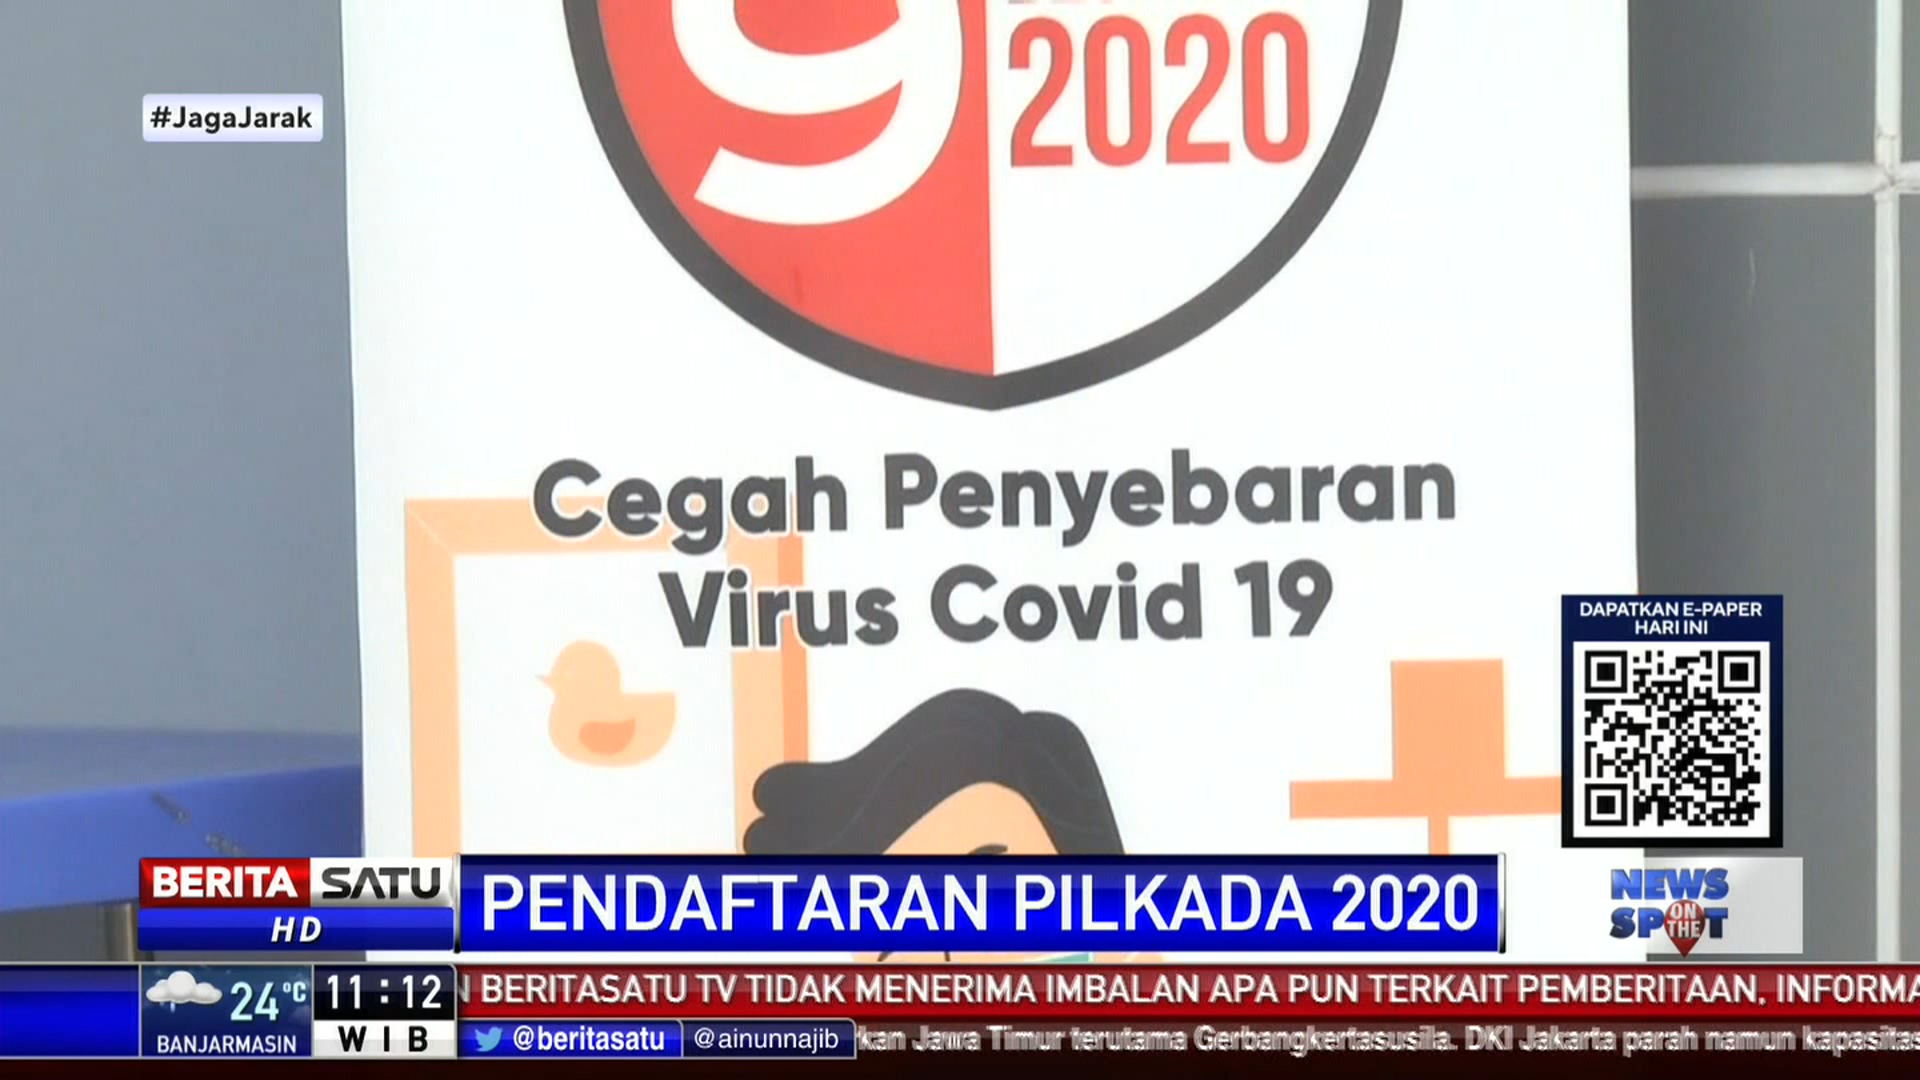 9
2020
#JagaJarak
Cegah Penyebaran
Virus Covid 19
DAPATKAN E-PAPER
HARI INI
BERITA SATU
HD
PENDAFTARAN PILKADA 2020
NEWS
ON THE
SPOT
24°C
BANJARMASIN
11:12
WIB
N BERITASATU TV TIDAK MENERIMA IMBALAN APA PUN TERKAIT PEMBERITAAN, INFORMA
@beritasatu
@ainunnajib
kan Jawa Timur terutama Gerbangkertasusila. DKI Jakarta parah namun kapasitas